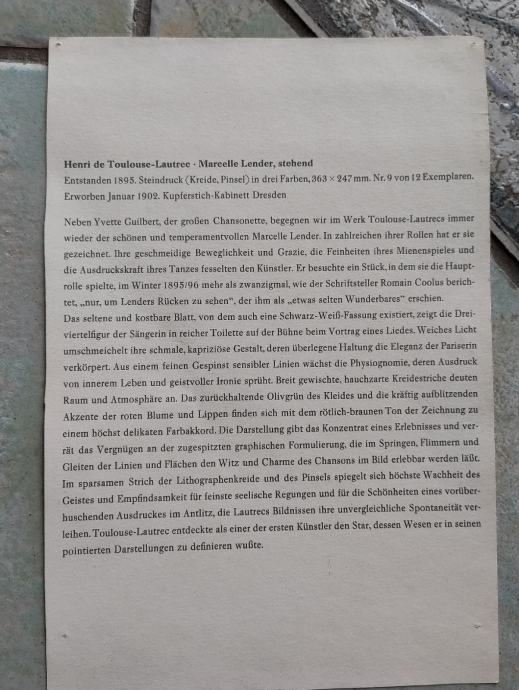 Henri de Toulouse-Lautrec · Marcelle Lender, stehend
Entstanden 1895. Steindruck (Kreide, Pinsel) in drei Farben, 363 × 247 mm. Nr. 9 von 12 Exemplaren.
Erworben Januar 1902. Kupferstich-Kabinett Dresden
Neben Yvette Guilbert, der großen Chansonette, begegnen wir im Werk Toulouse-Lautrecs immer
wieder der schönen und temperamentvollen Marcelle Lender. In zahlreichen ihrer Rollen hat er sie
gezeichnet. Ihre geschmeidige Beweglichkeit und Grazie, die Feinheiten ihres Mienenspieles und
die Ausdruckskraft ihres Tanzes fesselten den Künstler. Er besuchte ein Stück, in dem sie die Haupt-
rolle spielte, im Winter 1895/96 mehr als zwanzigmal, wie der Schriftsteller Romain Coolus berich-
tet, „nur, um Lenders Rücken zu sehen“, der ihm als „etwas selten Wunderbares“ erschien.
Das seltene und kostbare Blatt, von dem auch eine Schwarz-Weiß-Fassung existiert, zeigt die Drei-
viertelfigur der Sängerin in reicher Toilette auf der Bühne beim Vortrag eines Liedes. Weiches Licht
umschmeichelt ihre schmale, kapriziöse Gestalt, deren überlegene Haltung die Eleganz der Pariserin
verkörpert. Aus einem feinen Gespinst sensibler Linien wächst die Physiognomie, deren Ausdruck
von innerem Leben und geistvoller Ironie sprüht. Breit gewischte, hauchzarte Kreidestriche deuten
Raum und Atmosphäre an. Das zurückhaltende Olivgrün des Kleides und die kräftig aufblitzenden
Akzente der roten Blume und Lippen finden sich mit dem rötlich-braunen Ton der Zeichnung zu
einem höchst delikaten Farbakkord. Die Darstellung gibt das Konzentrat eines Erlebnisses und ver-
rät das Vergnügen an der zugespitzten graphischen Formulierung, die im Springen, Flimmern und
Gleiten der Linien und Flächen den Witz und Charme des Chansons im Bild erlebbar werden läßt.
Im sparsamen Strich der Lithographenkreide und des Pinsels spiegelt sich höchste Wachheit des
Geistes und Empfindsamkeit für feinste seelische Regungen und für die Schönheiten eines vorüber-
huschenden Ausdruckes im Antlitz, die Lautrecs Bildnissen ihre unvergleichliche Spontaneität ver-
leihen. Toulouse-Lautrec entdeckte als einer der ersten Künstler den Star, dessen Wesen er in seinen
pointierten Darstellungen zu definieren wußte.